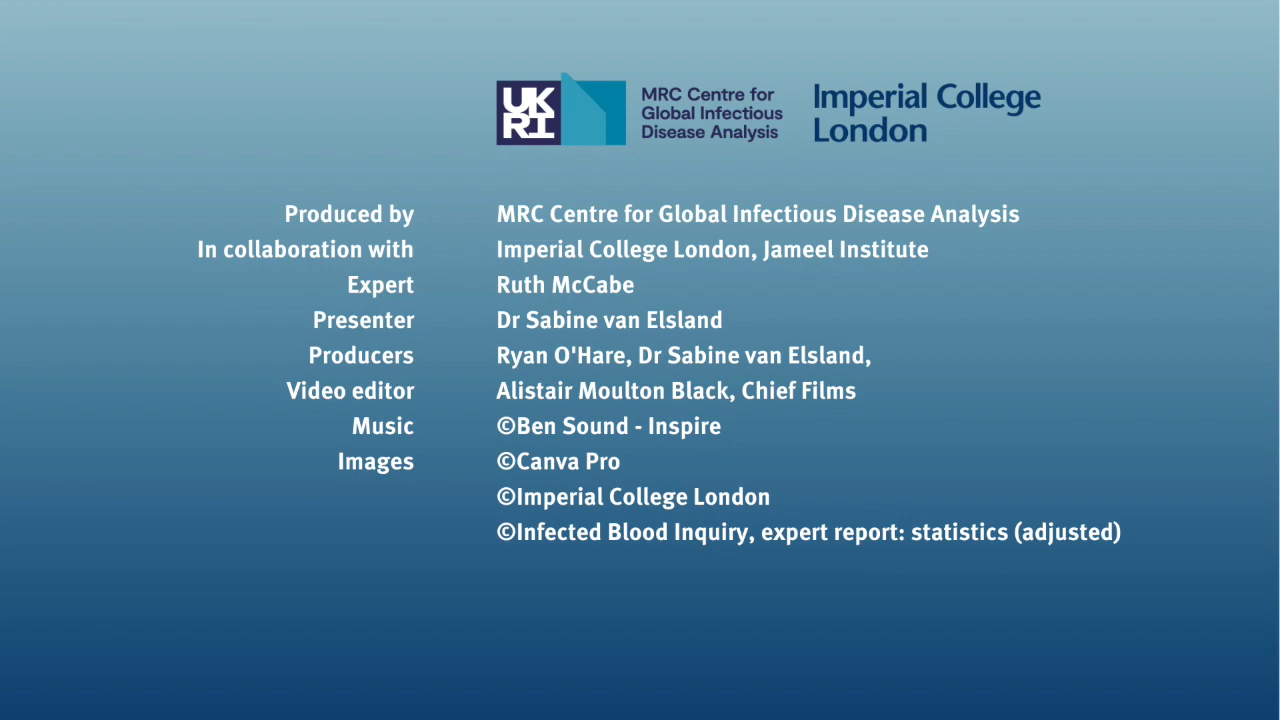 UK
RI
MRC Centre for
Global Infectious
Disease Analysis
Imperial College
London
Produced by MRC Centre for Global Infectious Disease Analysis
In collaboration with Imperial College London, Jameel Institute
Expert Ruth McCabe
Presenter Dr Sabine van Elsland
Producers Ryan O'Hare, Dr Sabine van Elsland,
Video editor Alistair Moulton Black, Chief Films
Music ©Ben Sound - Inspire
Images ©Canva Pro
©Imperial College London
©Infected Blood Inquiry, expert report: statistics (adjusted)